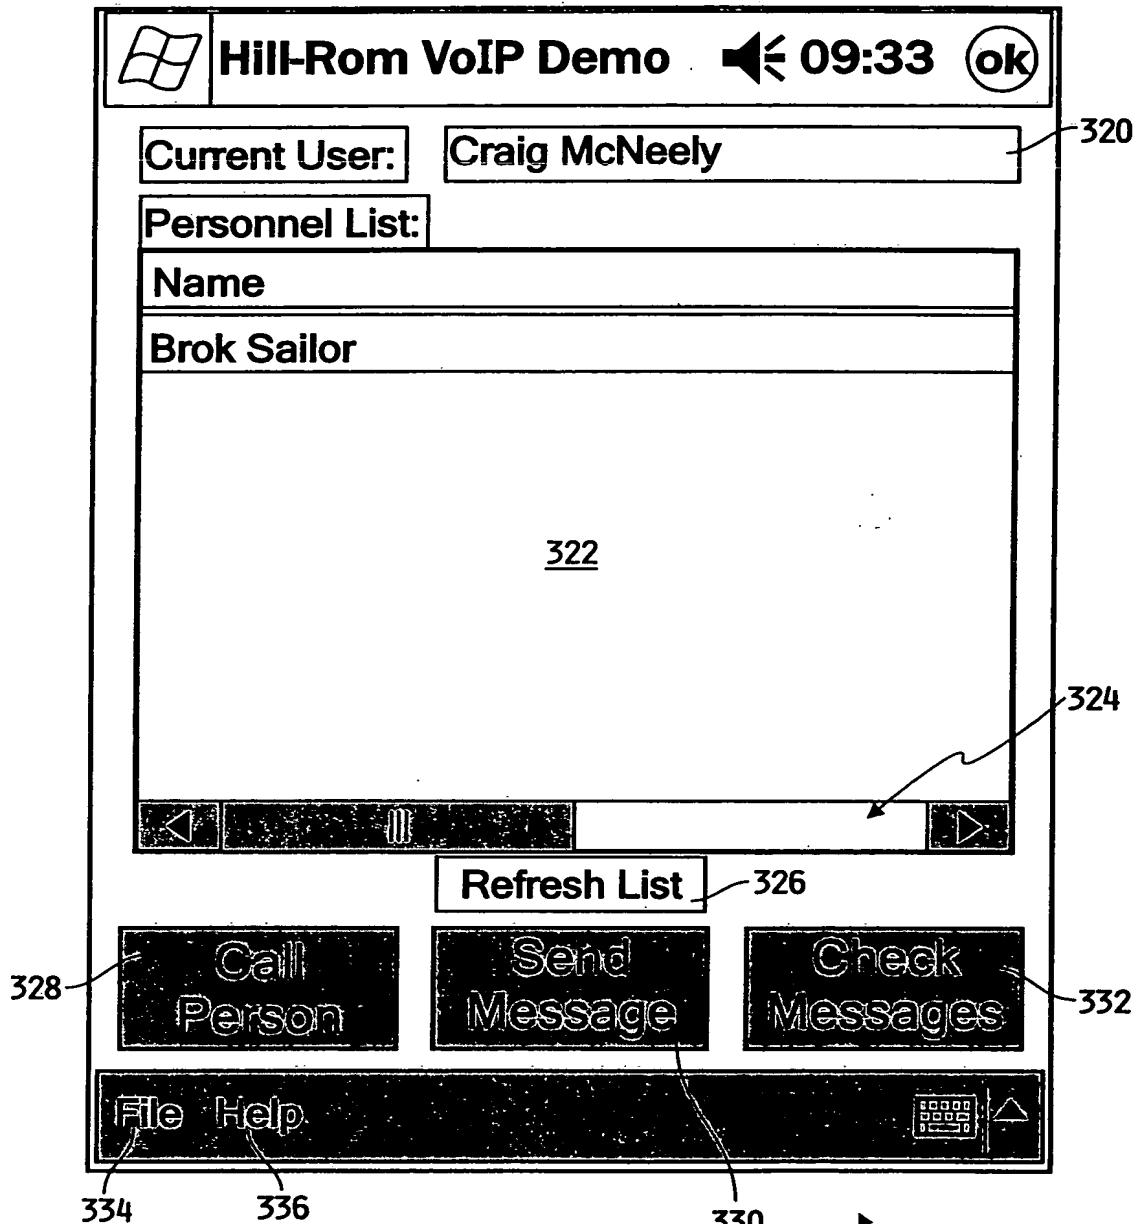 Hill-Rom VoIP Demo 09:33 ok
Current User: Craig McNeely 320
Personnel List:
Name
Brok Sailor
322
324
Refresh List 326
Call Person
Send Message
Check Messages
328
332
File Help
334 336 330